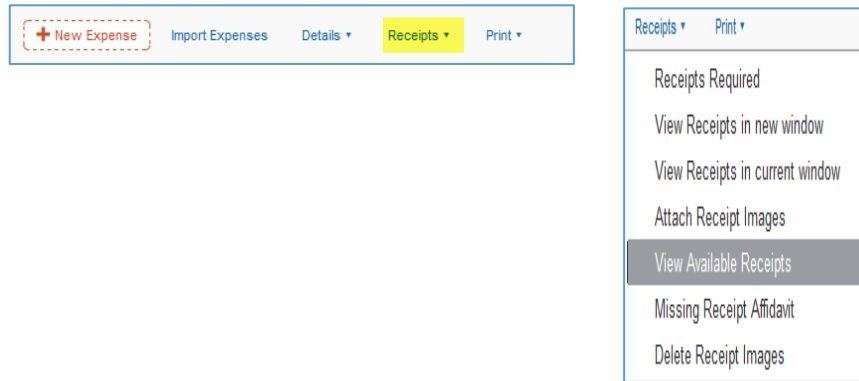 New Expense Import Expenses Details Receipts Print
Receipts Print
Receipts Required
View Receipts in new window
View Receipts in current window
Attach Receipt Images
View Available Receipts
Missing Receipt Affidavit
Delete Receipt Images